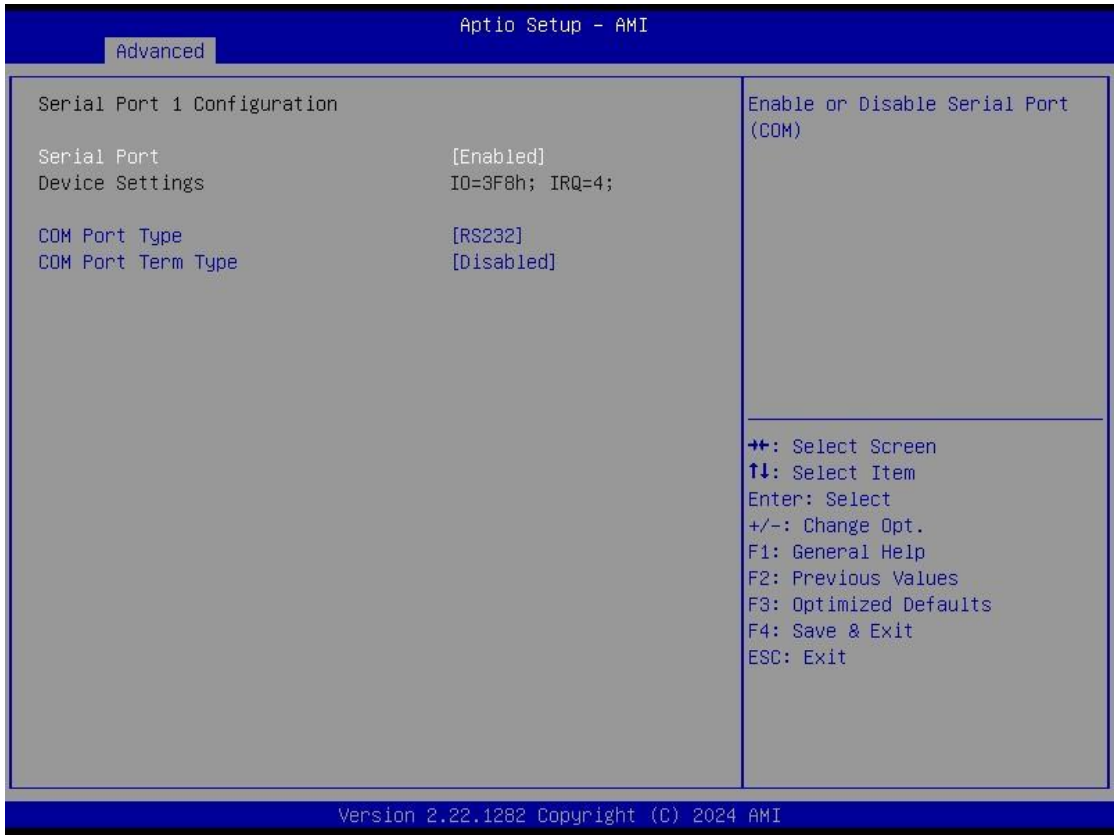 Aptio Setup – AMI
Advanced
Serial Port 1 Configuration
Serial Port [Enabled]
Device Settings IO=3F8h; IRQ=4;
COM Port Type [RS232]
COM Port Term Type [Disabled]
Enable or Disable Serial Port
(COM)
→←: Select Screen
↑↓: Select Item
Enter: Select
+/-: Change Opt.
F1: General Help
F2: Previous Values
F3: Optimized Defaults
F4: Save & Exit
ESC: Exit
Version 2.22.1282 Copyright (C) 2024 AMI